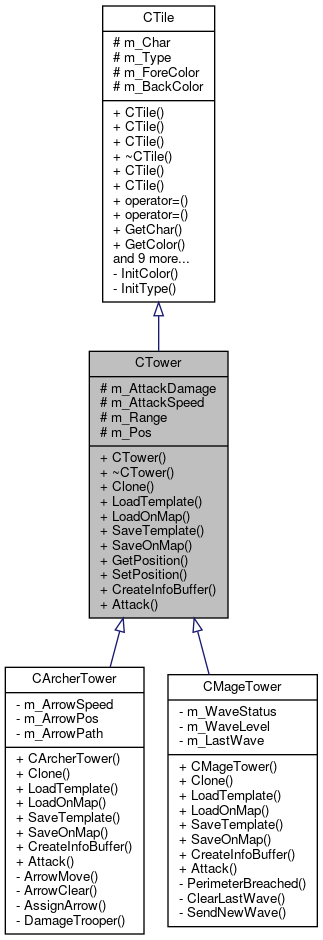 CTile
# m_Char
# m_Type
# m_ForeColor
# m_BackColor
+ CTile()
+ CTile()
+ CTile()
+ ~CTile()
+ CTile()
+ CTile()
+ operator=()
+ operator=()
+ GetChar()
+ GetColor()
and 9 more...
- InitColor()
- InitType()
CTower
# m_AttackDamage
# m_AttackSpeed
# m_Range
# m_Pos
+ CTower()
+ ~CTower()
+ Clone()
+ LoadTemplate()
+ LoadOnMap()
+ SaveTemplate()
+ SaveOnMap()
+ GetPosition()
+ SetPosition()
+ CreateInfoBuffer()
+ Attack()
CArcherTower
- m_ArrowSpeed
- m_ArrowPos
- m_ArrowPath
+ CArcherTower()
+ Clone()
+ LoadTemplate()
+ LoadOnMap()
+ SaveTemplate()
+ SaveOnMap()
+ CreateInfoBuffer()
+ Attack()
- ArrowMove()
- ArrowClear()
- AssignArrow()
- DamageTrooper()
CMageTower
- m_WaveStatus
- m_WaveLevel
- m_LastWave
+ CMageTower()
+ Clone()
+ LoadTemplate()
+ LoadOnMap()
+ SaveTemplate()
+ SaveOnMap()
+ CreateInfoBuffer()
+ Attack()
- PerimeterBreached()
- ClearLastWave()
- SendNewWave()